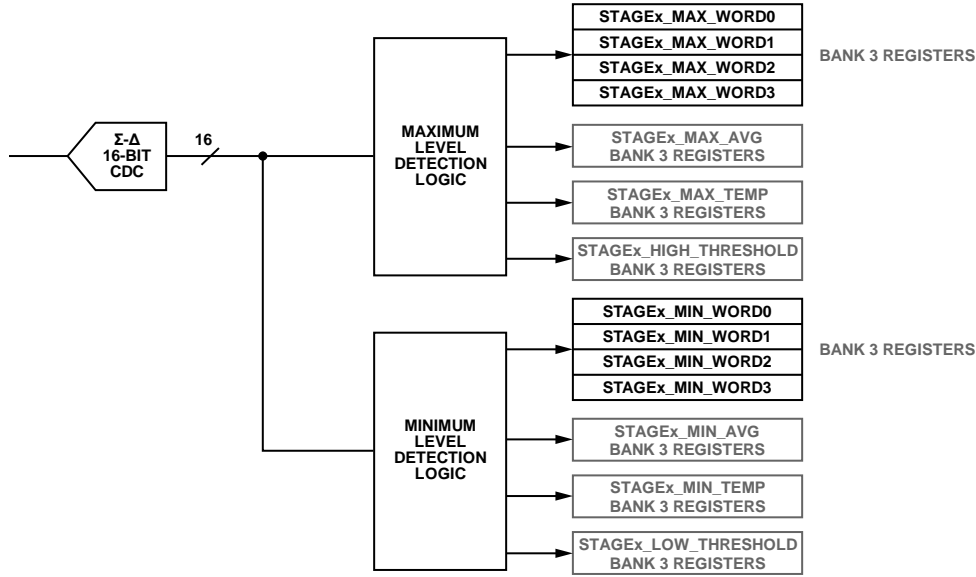 Σ-Δ
16-BIT
CDC
16
MAXIMUM
LEVEL
DETECTION
LOGIC
STAGEx_MAX_WORD0
STAGEx_MAX_WORD1
STAGEx_MAX_WORD2
STAGEx_MAX_WORD3
BANK 3 REGISTERS
STAGEx_MAX_AVG
BANK 3 REGISTERS
STAGEx_MAX_TEMP
BANK 3 REGISTERS
STAGEx_HIGH_THRESHOLD
BANK 3 REGISTERS
MINIMUM
LEVEL
DETECTION
LOGIC
STAGEx_MIN_WORD0
STAGEx_MIN_WORD1
STAGEx_MIN_WORD2
STAGEx_MIN_WORD3
BANK 3 REGISTERS
STAGEx_MIN_AVG
BANK 3 REGISTERS
STAGEx_MIN_TEMP
BANK 3 REGISTERS
STAGEx_LOW_THRESHOLD
BANK 3 REGISTERS